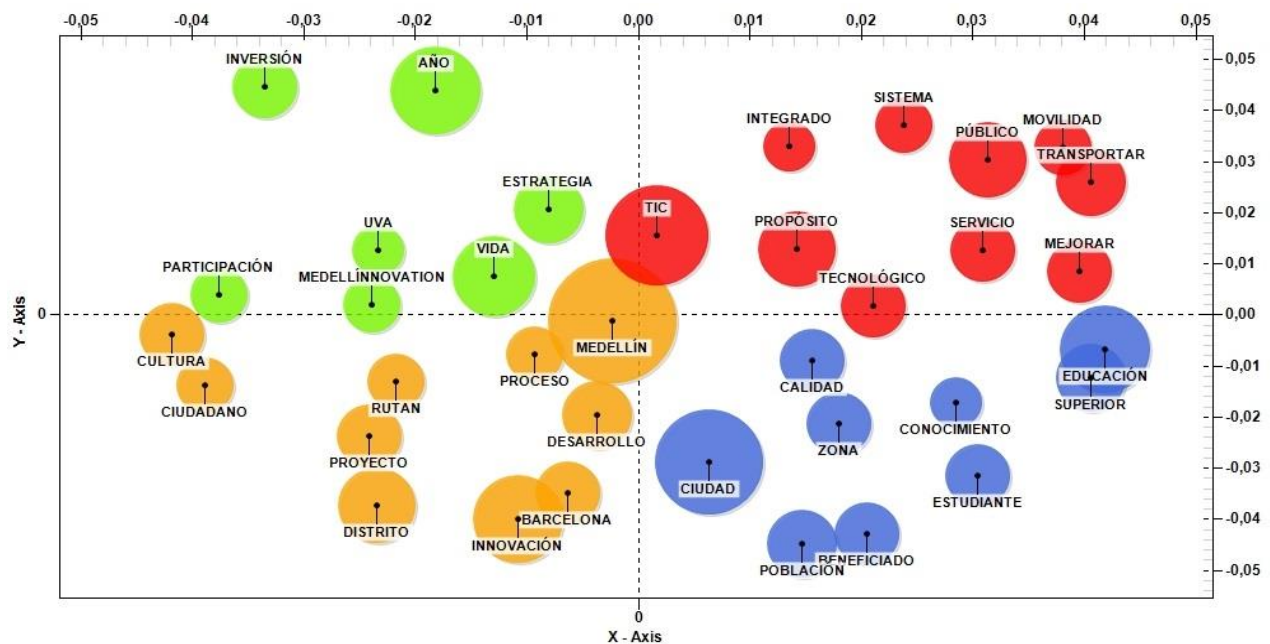 -0,05 -0,04 -0,03 -0,02 -0,01 0,00 0,01 0,02 0,03 0,04 0,05
INVERSIÓN
AÑO
0,05
SISTEMA
0,04
INTEGRADO
MOVILIDAD
PÚBLICO
TRANSPORTAR
0,03
ESTRATEGIA
TIC
0,02
UVA
PROPÓSITO
SERVICIO
VIDA
MEJORAR
PARTICIPACIÓN
MEDELLÍNNOVATION
TECNOLÓGICO
0,01
Y - Axis
0
0,00
MEDELLÍN
CULTURA
PROCESO
CALIDAD
EDUCACIÓN
-0,01
CIUDADANO
RUTAN
SUPERIOR
CONOCIMIENTO
-0,02
DESARROLLO
ZONA
PROYECTO
-0,03
CIUDAD
ESTUDIANTE
DISTRITO
BARCELONA
-0,04
INNOVACIÓN
BENEFICIADO
POBLACIÓN
-0,05
0
X - Axis